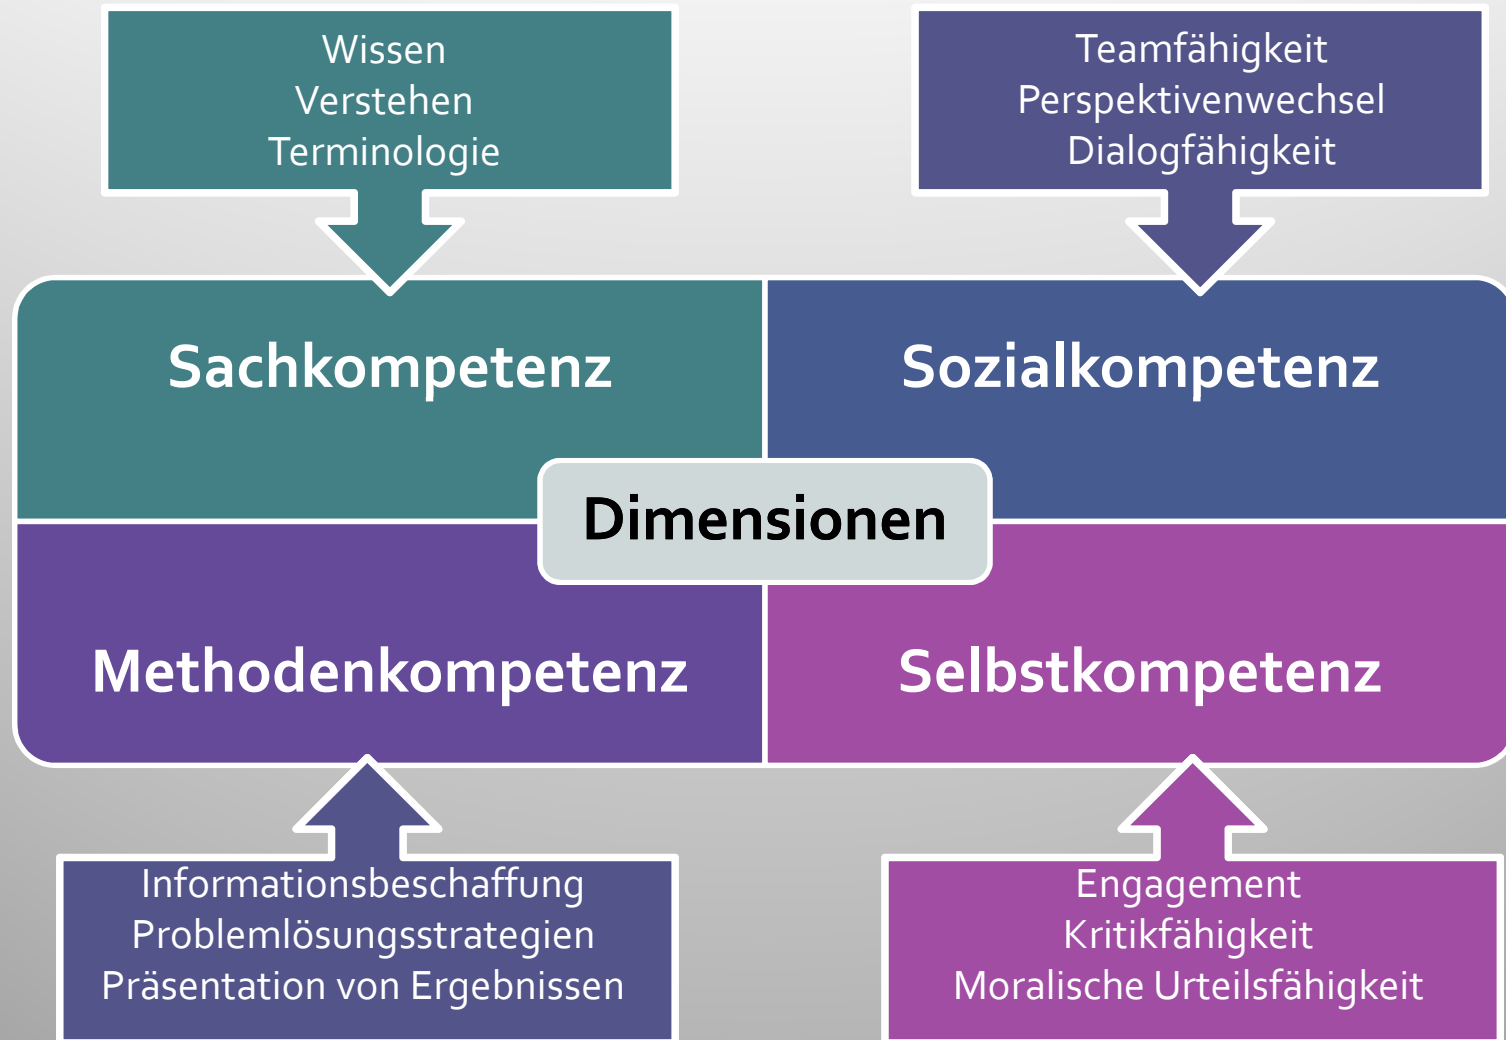 Wissen
Verstehen
Terminologie
Teamfähigkeit
Perspektivenwechsel
Dialogfähigkeit
Sachkompetenz
Sozialkompetenz
Dimensionen
Methodenkompetenz
Selbstkompetenz
Informationsbeschaffung
Problemlösungsstrategien
Präsentation von Ergebnissen
Engagement
Kritikfähigkeit
Moralische Urteilsfähigkeit